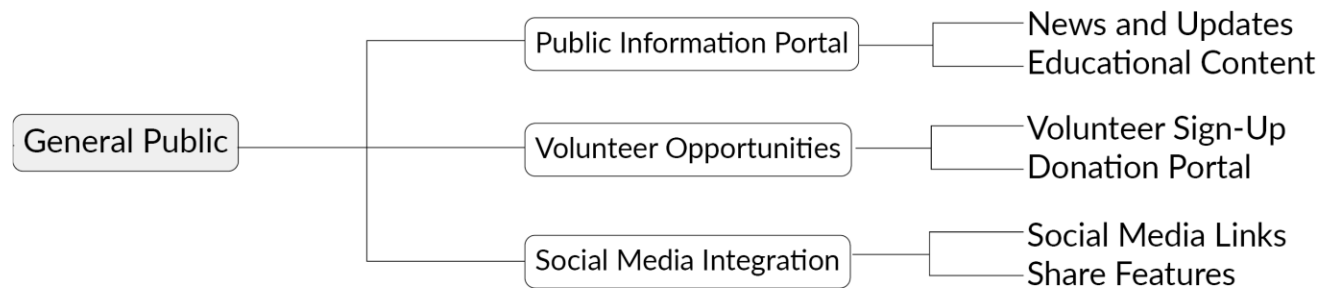 General Public
Public Information Portal
News and Updates
Educational Content
Volunteer Opportunities
Volunteer Sign-Up
Donation Portal
Social Media Integration
Social Media Links
Share Features